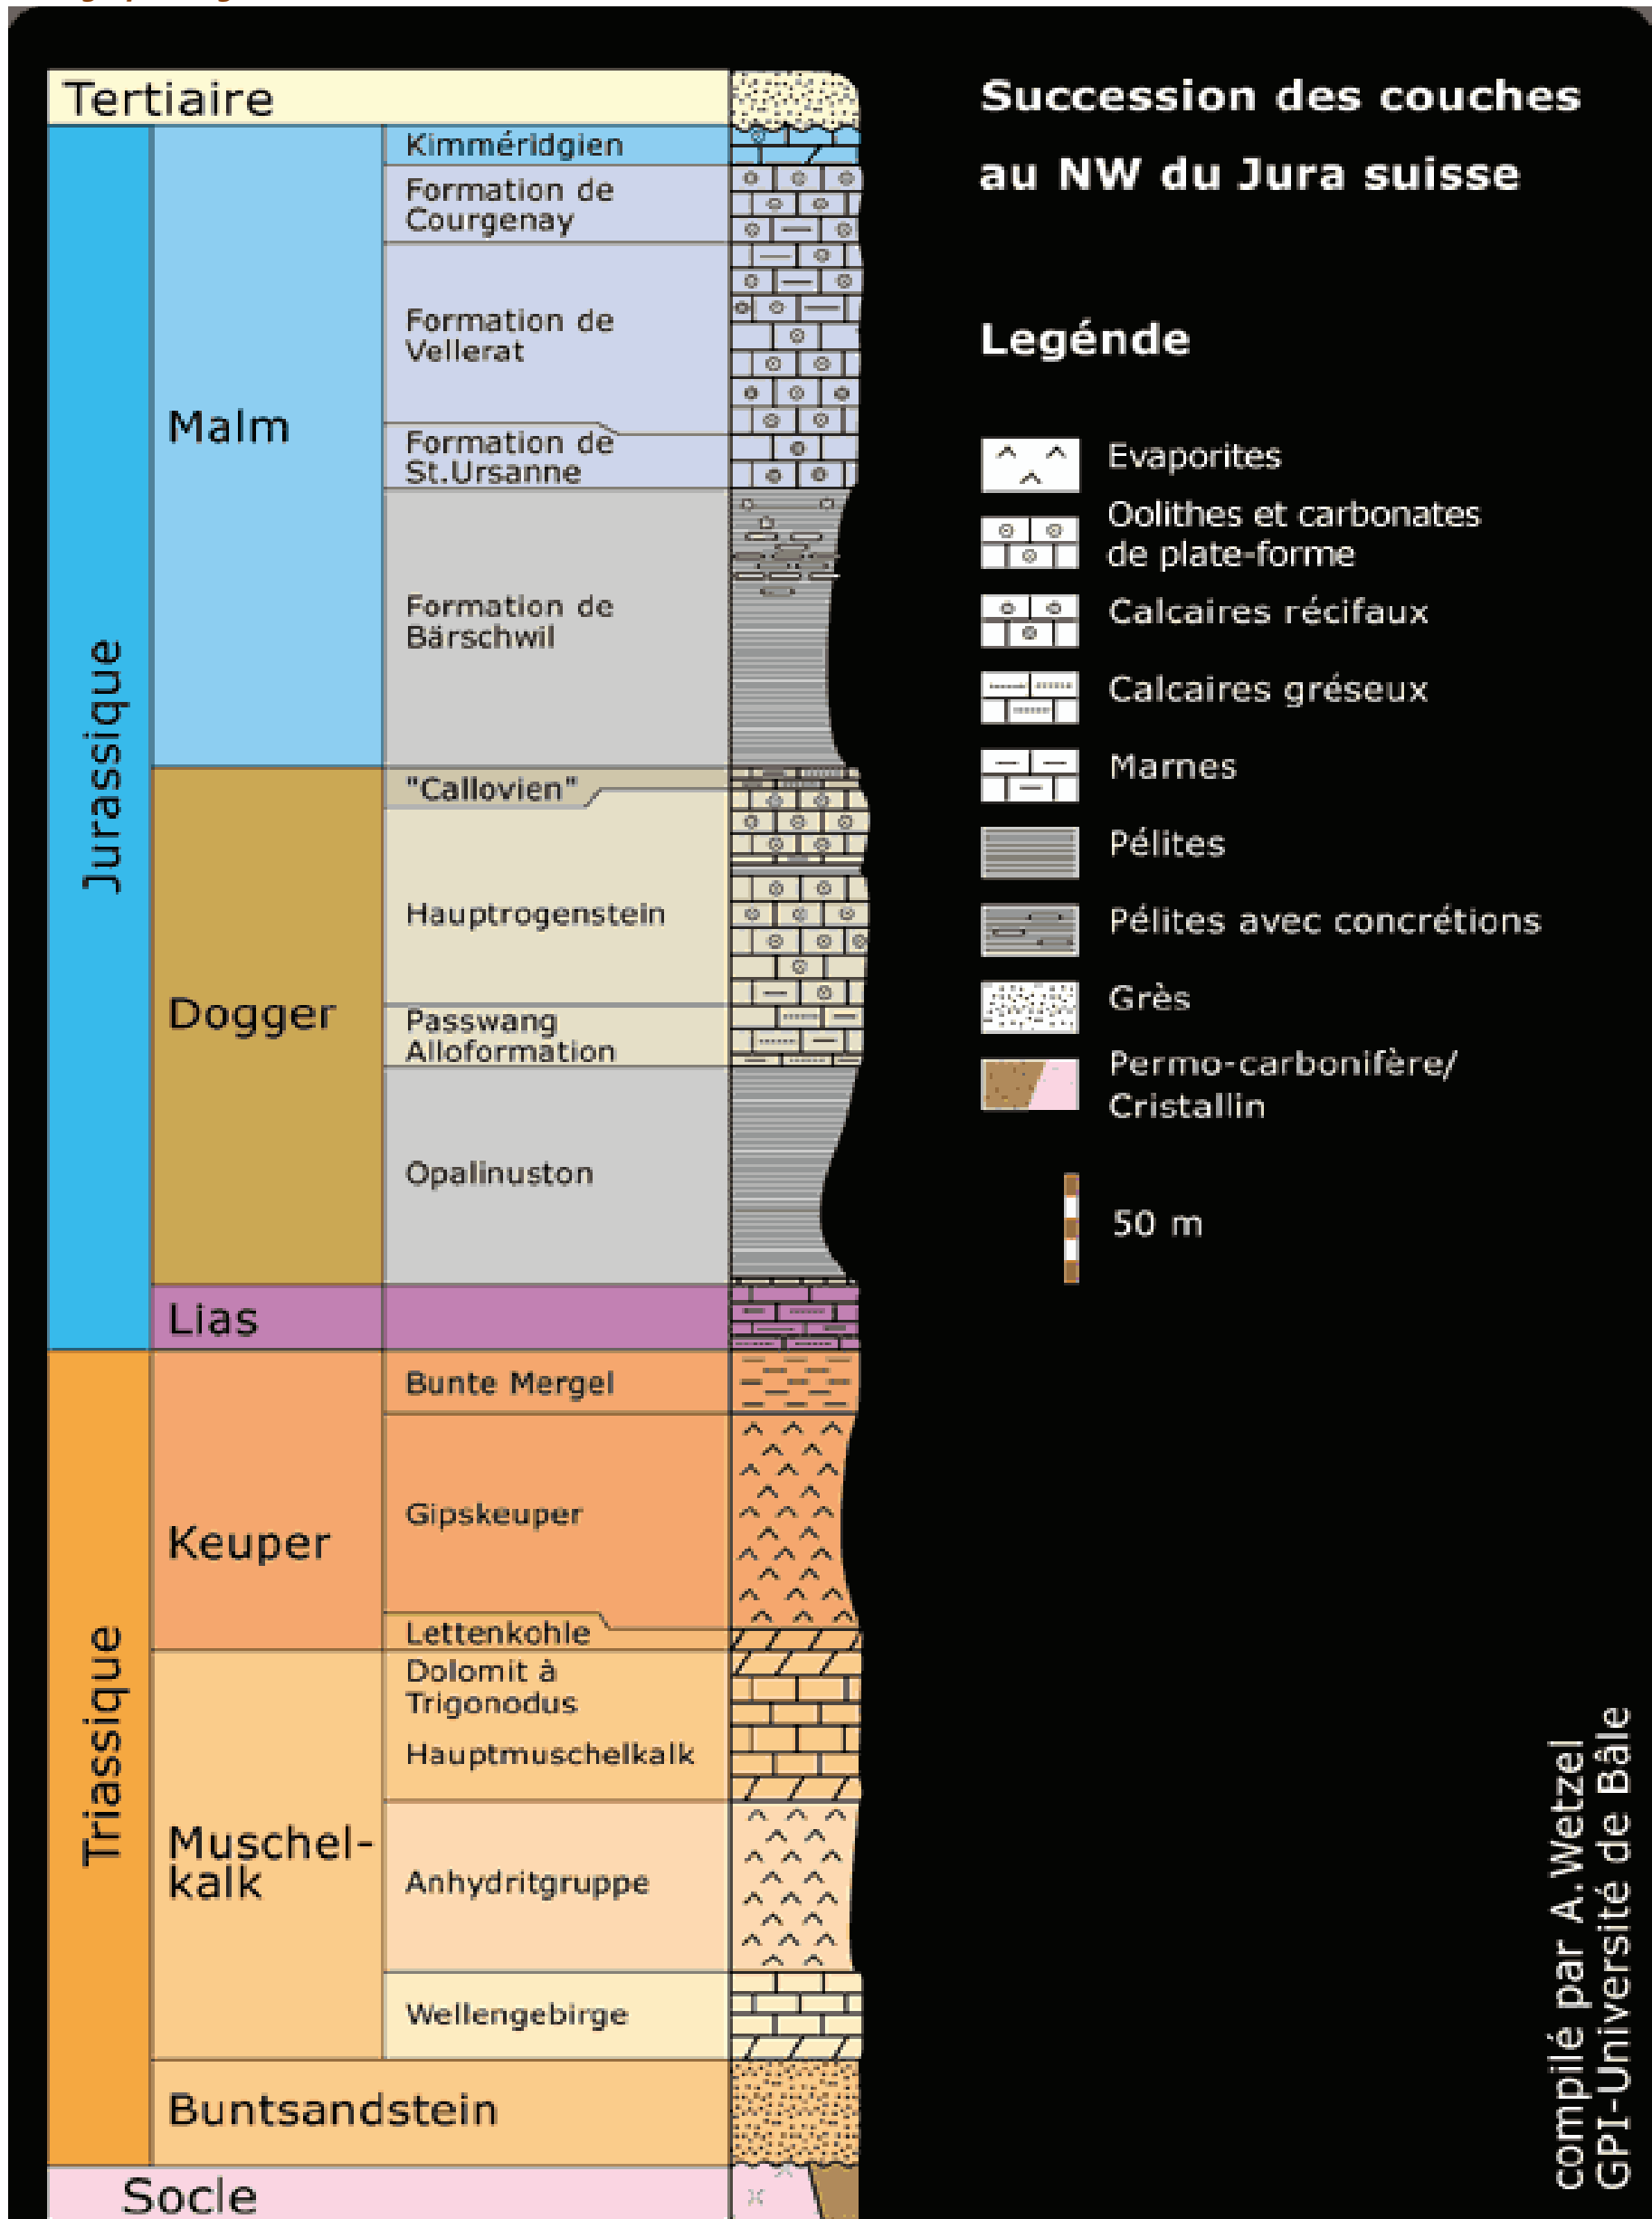 Tertiaire
Jurassique
Malm
Kimméridgien
Formation de
Courgenay
Formation de
Vellerat
Formation de
St.Ursanne
Formation de
Bärschwil
Dogger
"Callovien"
Hauptrogenstein
Passwang
Alloformation
Opalinuston
Lias
Triassique
Keuper
Bunte Mergel
Gipskeuper
Lettenkohle
Muschel-
kalk
Dolomit à
Trigonodus
Hauptmuschelkalk
Anhydritgruppe
Wellengebirge
Buntsandstein
Socle
Succession des couches
au NW du Jura suisse
Legénde
Evaporites
Oolithes et carbonates
de plate-forme
Calcaires récifaux
Calcaires gréseux
Marnes
Pélites
Pélites avec concrétions
Grès
Permo-carbonifère/
Cristallin
50 m
compilé par A.Wetzel
GPI-Université de Bâle